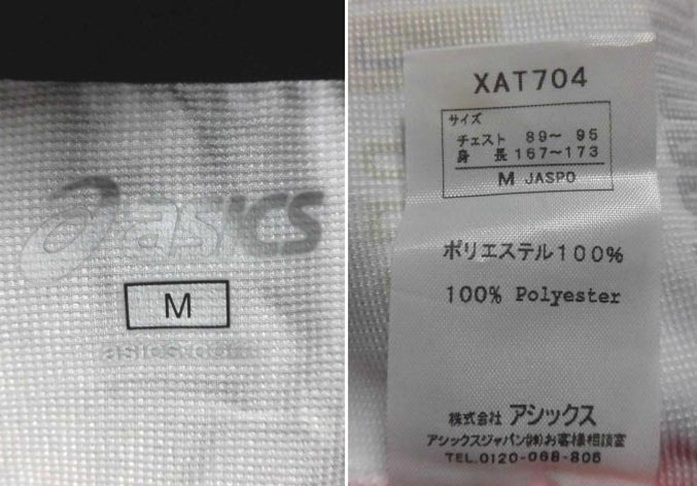 asics
M
XAT704
サイズ
チェスト 89〜 95
身 長 167〜173
M JASPO
ポリエステル100%
100% Polyester
株式会社 アシックス
アシックスジャパン(株)お客様相談室
TEL.0120-068-806